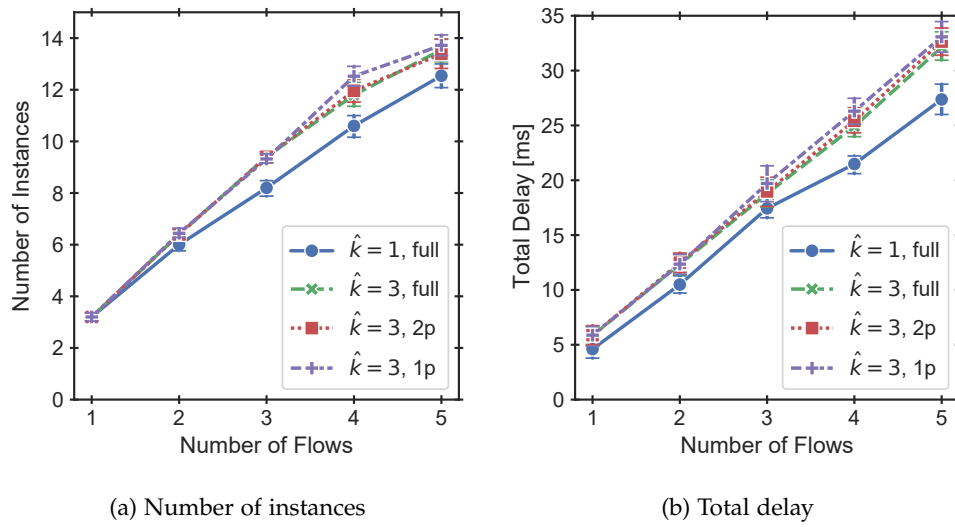 14
12
10
8
6
4
2
0
Number of Instances
k̂ = 1, full
k̂ = 3, full
k̂ = 3, 2p
k̂ = 3, 1p
1 2 3 4 5
Number of Flows
(a) Number of instances
35
30
25
20
15
10
5
0
Total Delay [ms]
k̂ = 1, full
k̂ = 3, full
k̂ = 3, 2p
k̂ = 3, 1p
1 2 3 4 5
Number of Flows
(b) Total delay